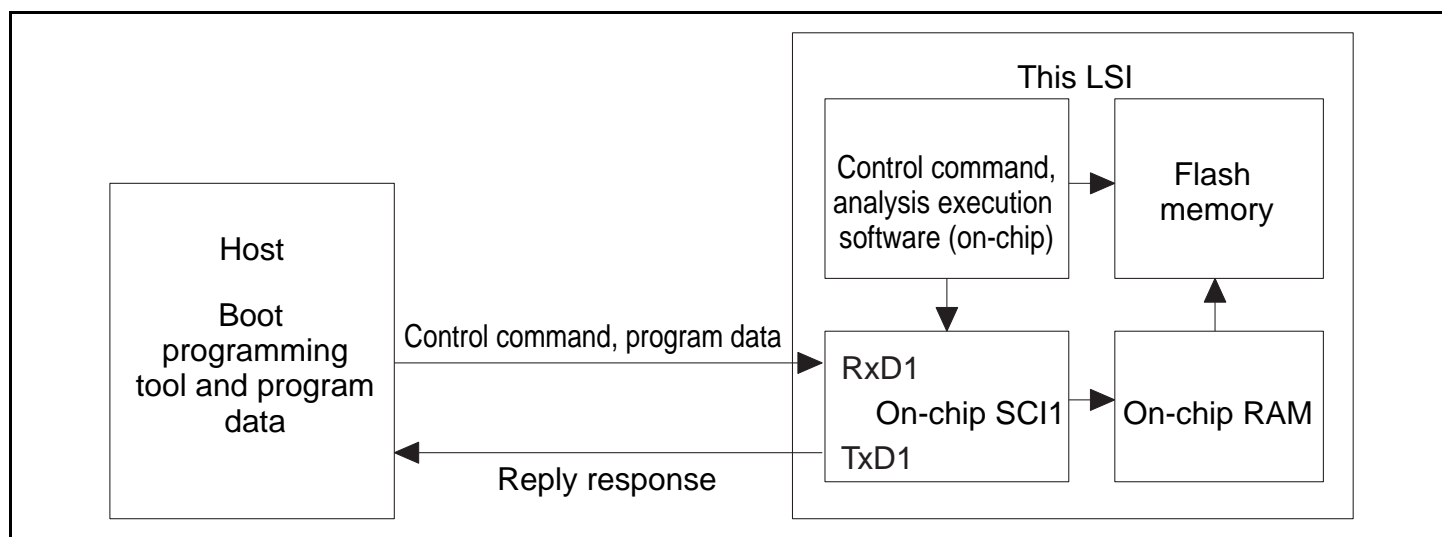 This LSI
Control command,
analysis execution
software (on-chip)
Flash
memory
Host
Boot
programming
tool and program
data
Control command, program data
RxD1
On-chip SCI1
TxD1
On-chip RAM
Reply response